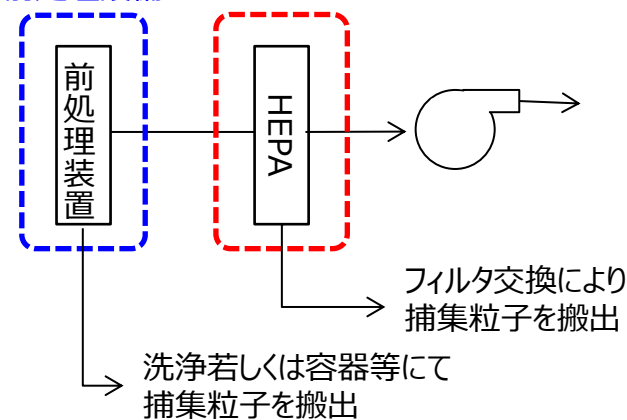 前処理装置
HEPA
フィルタ交換により
捕集粒子を搬出
洗浄若しくは容器等にて
捕集粒子を搬出